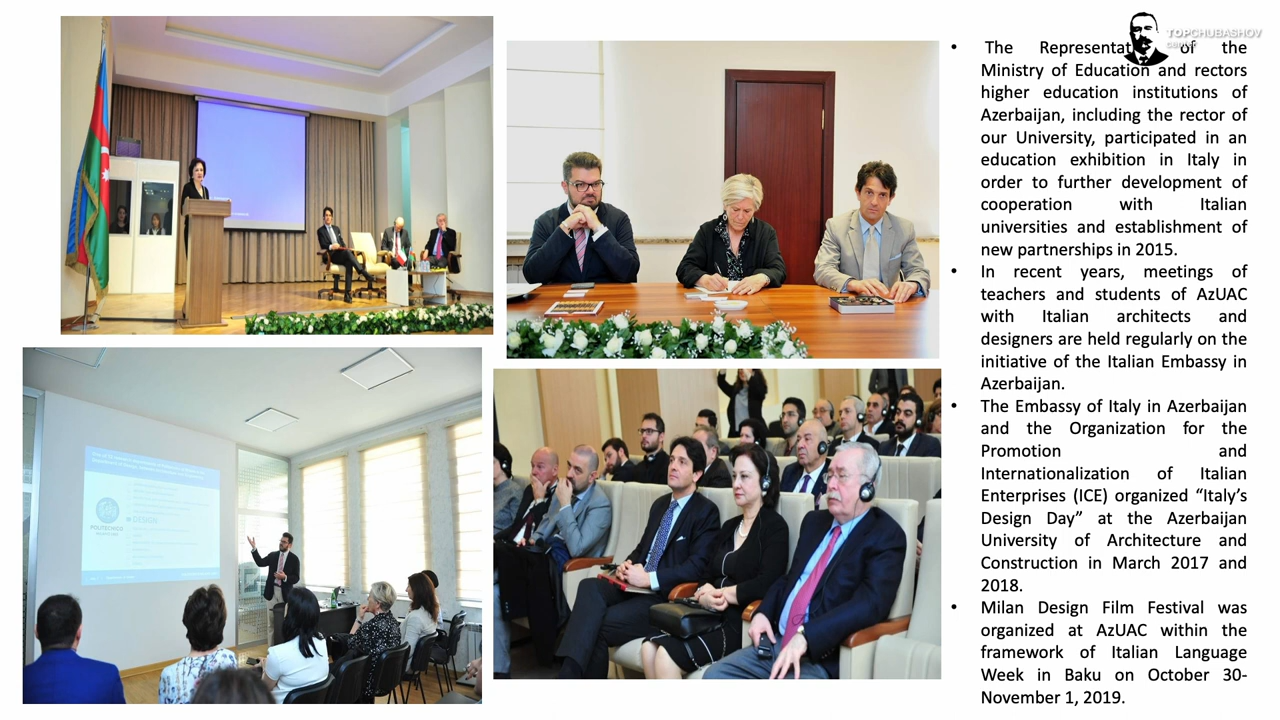 TOPCHUBASHOV
center
• The Representat of the
Ministry of Education and rectors
higher education institutions of
Azerbaijan, including the rector of
our University, participated in an
education exhibition in Italy in
order to further development of
cooperation with Italian
universities and establishment of
new partnerships in 2015.
• In recent years, meetings of
teachers and students of AzUAC
with Italian architects and
designers are held regularly on the
initiative of the Italian Embassy in
Azerbaijan.
• The Embassy of Italy in Azerbaijan
and the Organization for the
Promotion and
Internationalization of Italian
Enterprises (ICE) organized “Italy’s
Design Day” at the Azerbaijan
University of Architecture and
Construction in March 2017 and
2018.
• Milan Design Film Festival was
organized at AzUAC within the
framework of Italian Language
Week in Baku on October 30-
November 1, 2019.
DESIGN
POLITECNICO